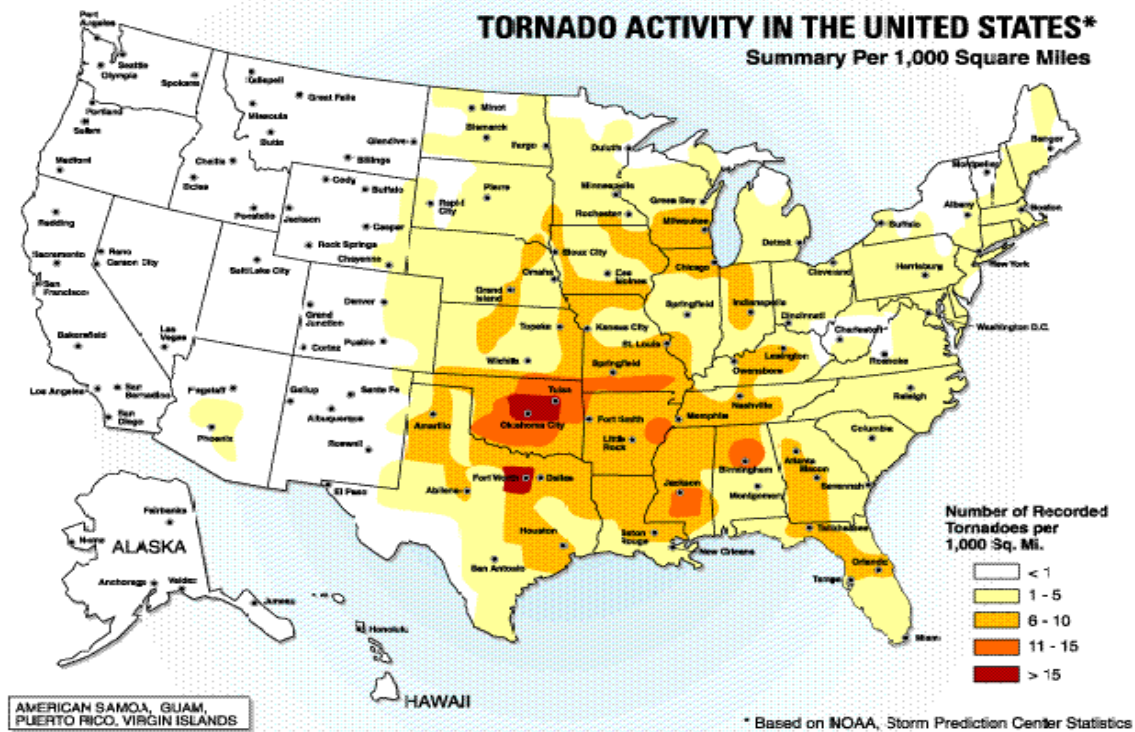 TORNADO ACTIVITY IN THE UNITED STATES*
Summary Per 1,000 Square Miles
Port
Angeles
Seattle
Olympia
Spokane
Portland
Salem
Medford
Kalispell
Great Falls
Missoula
Butte
Glendive
Billings
Challis
Boise
Pocatello
Cody
Buffalo
Jackson
Casper
Rock Springs
Cheyenne
Minot
Bismarck
Fargo
Duluth
Pierre
Rapid
City
Minneapolis
Rochester
Green Bay
Milwaukee
Sioux City
Omaha
Des
Moines
Grand
Island
Chicago
Detroit
Cleveland
Buffalo
Albany
Montpelier
Bangor
Boston
New York
Harrisburg
Washington D.C.
Redding
Sacramento
San
Francisco
Reno
Carson City
Salt Lake City
Bakersfield
Las
Vegas
Los Angeles
San
Bernardino
San
Diego
Denver
Grand
Junction
Cortez
Pueblo
Topeka
Kansas City
Wichita
Springfield
St. Louis
Springfield
Indianapolis
Cincinnati
Charleston
Roanoke
Lexington
Owensboro
Nashville
Raleigh
Flagstaff
Phoenix
Gallup
Santa Fe
Albuquerque
Roswell
El Paso
Amarillo
Tulsa
Oklahoma City
Fort Smith
Little
Rock
Memphis
Columbia
Atlanta
Macon
Savannah
Birmingham
Montgomery
Jackson
Fort Worth
Dallas
Abilene
Houston
San Antonio
Baton
Rouge
New Orleans
Tallahassee
Orlando
Tampa
Miami
Fairbanks
Nome
ALASKA
Anchorage
Valdez
Juneau
Honolulu
HAWAII
Number of Recorded
Tornadoes per
1,000 Sq. Mi.
< 1
1 - 5
6 - 10
11 - 15
> 15
AMERICAN SAMOA, GUAM,
PUERTO RICO, VIRGIN ISLANDS
* Based on NOAA, Storm Prediction Center Statistics